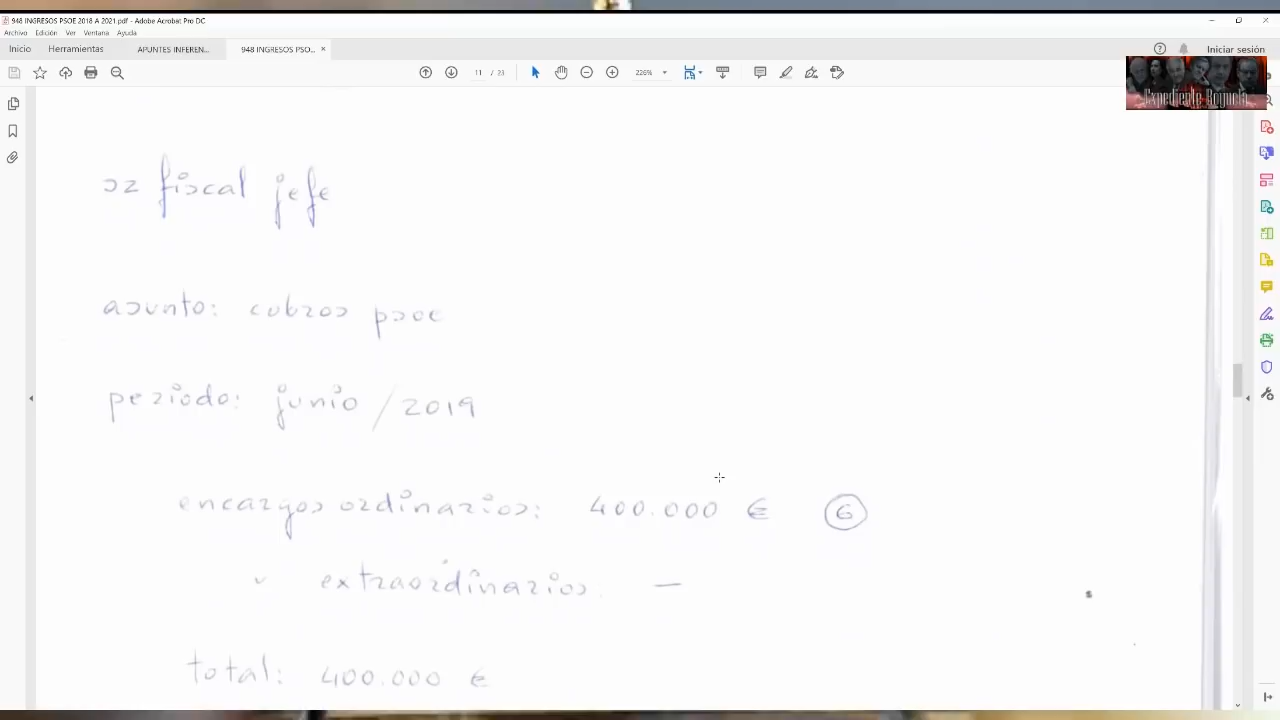 948 INGRESOS PSOE 2018 A 2021.pdf - Adobe Acrobat Pro DC
Archivo Edición Ver Ventana Ayuda
Inicio Herramientas APUNTES INFEREN... 948 INGRESOS PSO... × Iniciar sesión
11 / 23 226%
Expediente Royuela
sr fiscal jefe
asunto: cobros psoe
periodo: junio / 2019
encargos ordinarios: 400.000 € 6
" extraordinarios. —
total: 400.000 €